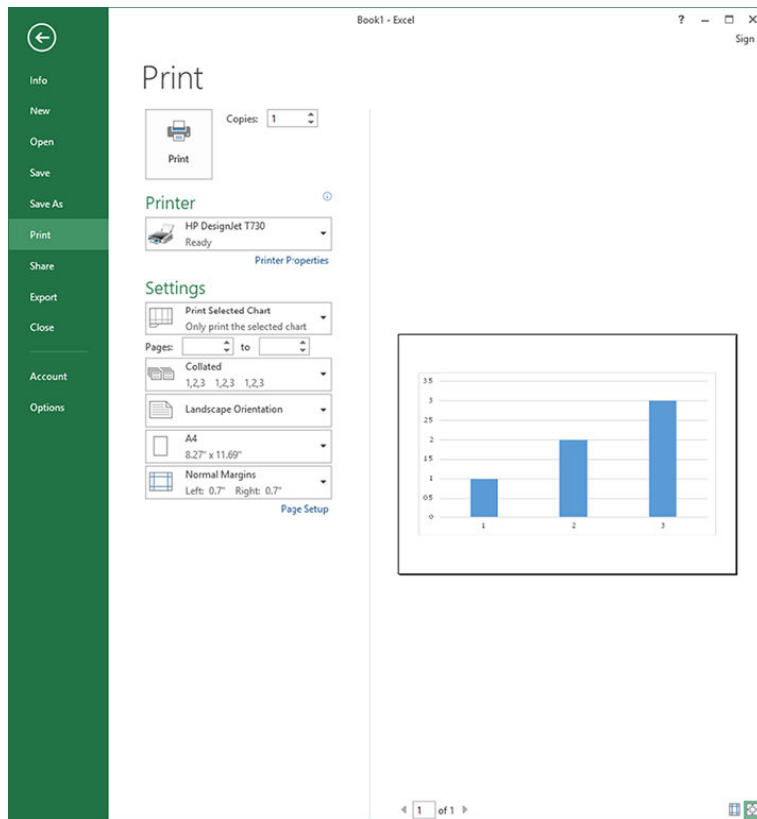 Book1 - Excel
?
Sign
Info
New
Open
Save
Save As
Print
Share
Export
Close
Account
Options
Print
Print
Copies: 1
Printer
HP DesignJet T730
Ready
Printer Properties
Settings
Print Selected Chart
Only print the selected chart
Pages: to
Collated
1,2,3 1,2,3 1,2,3
Landscape Orientation
A4
8.27" x 11.69"
Normal Margins
Left: 0.7" Right: 0.7"
Page Setup
3.5
3
2.5
2
1.5
1
0.5
0
1 2 3
1 of 1